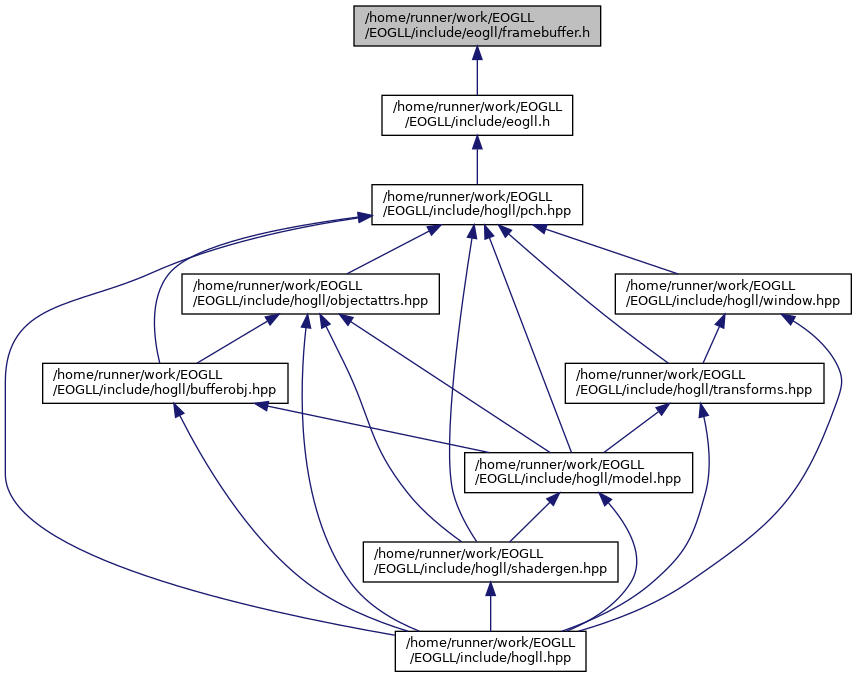 /home/runner/work/EOGLL
/EOGLL/include/eogll/framebuffer.h
/home/runner/work/EOGLL
/EOGLL/include/eogll.h
/home/runner/work/EOGLL
/EOGLL/include/hogll/pch.hpp
/home/runner/work/EOGLL
/EOGLL/include/hogll/objectattrs.hpp
/home/runner/work/EOGLL
/EOGLL/include/hogll/window.hpp
/home/runner/work/EOGLL
/EOGLL/include/hogll/bufferobj.hpp
/home/runner/work/EOGLL
/EOGLL/include/hogll/transforms.hpp
/home/runner/work/EOGLL
/EOGLL/include/hogll/model.hpp
/home/runner/work/EOGLL
/EOGLL/include/hogll/shadergen.hpp
/home/runner/work/EOGLL
/EOGLL/include/hogll.hpp